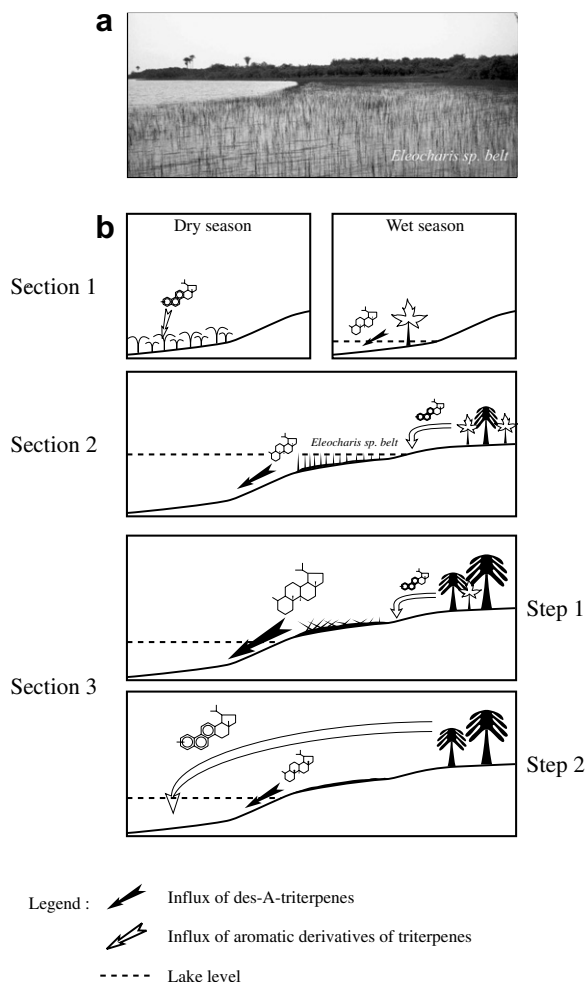 a
Eleocharis sp. belt
b
Dry season
Wet season
Section 1
Section 2
Eleocharis sp. belt
Section 3
Step 1
Step 2
Legend :
Influx of des-A-triterpenes
Influx of aromatic derivatives of triterpenes
Lake level